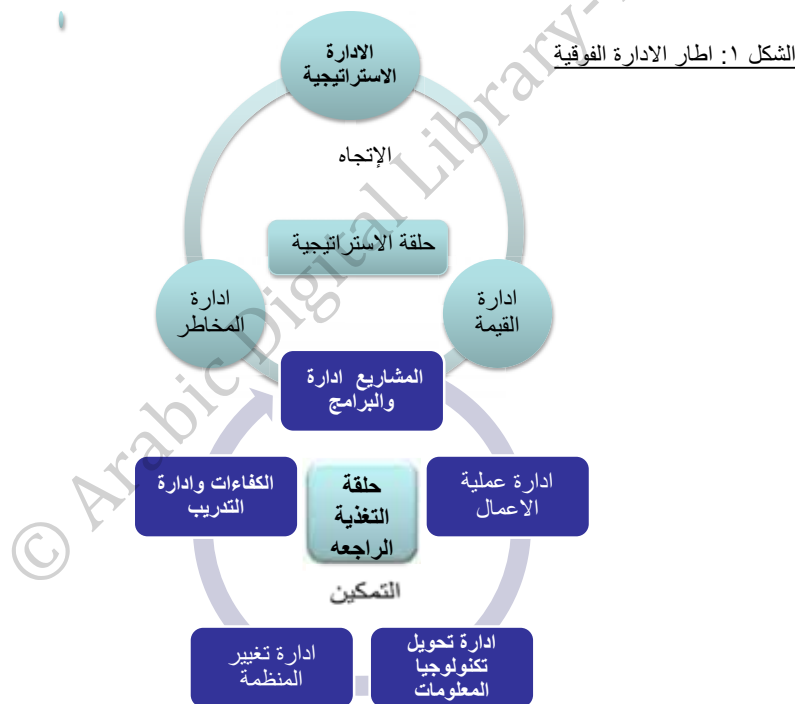 الشكل ١: اطار الادارة الفوقية
الادارة
الاستراتيجية
الإتجاه
حلقة الاستراتيجية
ادارة
القيمة
ادارة
المخاطر
المشاريع ادارة
والبرامج
ادارة عملية
الاعمال
الكفاءات وادارة
التدريب
حلقة
التغذية
الراجعه
التمكين
ادارة تحويل
تكنولوجيا
المعلومات
ادارة تغيير
المنظمة
© Arabic Digital Library-